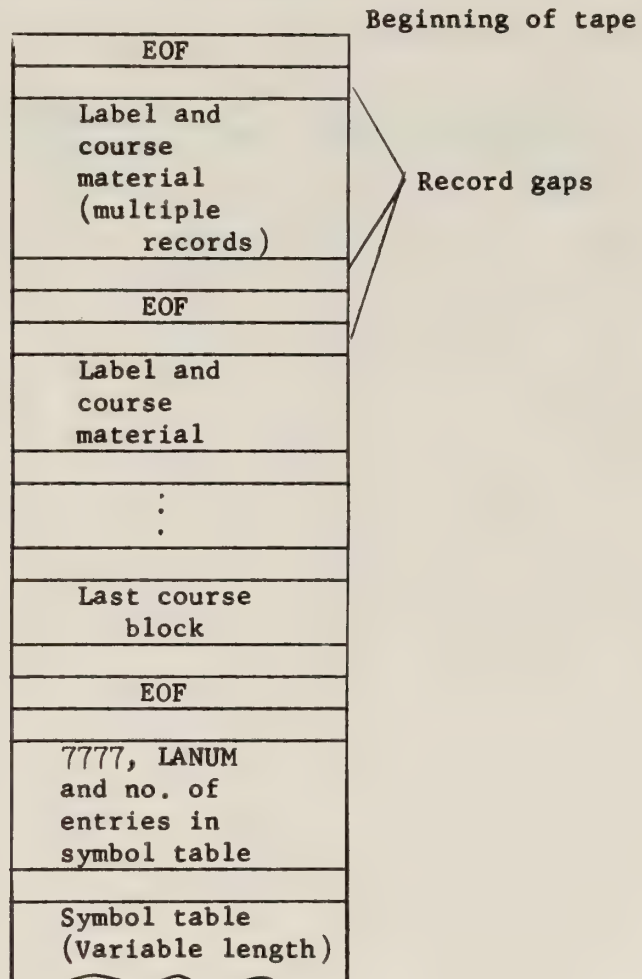 Beginning of tape
EOF
Label and
course
material
(multiple
records)
Record gaps
EOF
Label and
course
material
Last course
block
EOF
7777, LANUM
and no. of
entries in
symbol table
Symbol table
(Variable length)